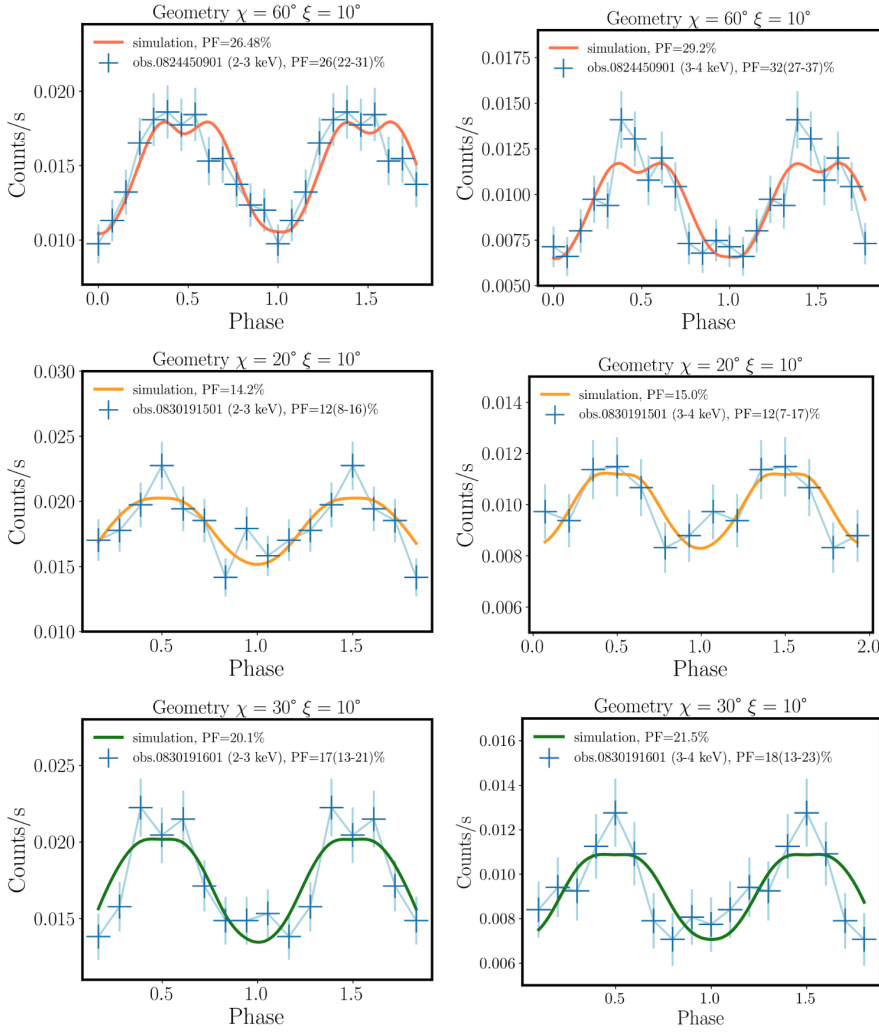 Geometry χ = 60° ξ = 10°
simulation, PF=26.48%
obs.0824450901 (2-3 keV), PF=26(22-31)%
0.020
0.015
0.010
Counts/s
0.0 0.5 1.0 1.5
Phase
Geometry χ = 60° ξ = 10°
simulation, PF=29.2%
obs.0824450901 (3-4 keV), PF=32(27-37)%
0.0175
0.0150
0.0125
0.0100
0.0075
0.0050
Counts/s
0.0 0.5 1.0 1.5
Phase
Geometry χ = 20° ξ = 10°
simulation, PF=14.2%
obs.0830191501 (2-3 keV), PF=12(8-16)%
0.030
0.025
0.020
0.015
0.010
Counts/s
0.5 1.0 1.5
Phase
Geometry χ = 20° ξ = 10°
simulation, PF=15.0%
obs.0830191501 (3-4 keV), PF=12(7-17)%
0.014
0.012
0.010
0.008
0.006
Counts/s
0.0 0.5 1.0 1.5 2.0
Phase
Geometry χ = 30° ξ = 10°
simulation, PF=20.1%
obs.0830191601 (2-3 keV), PF=17(13-21)%
0.025
0.020
0.015
Counts/s
0.5 1.0 1.5
Phase
Geometry χ = 30° ξ = 10°
simulation, PF=21.5%
obs.0830191601 (3-4 keV), PF=18(13-23)%
0.016
0.014
0.012
0.010
0.008
0.006
Counts/s
0.5 1.0 1.5
Phase